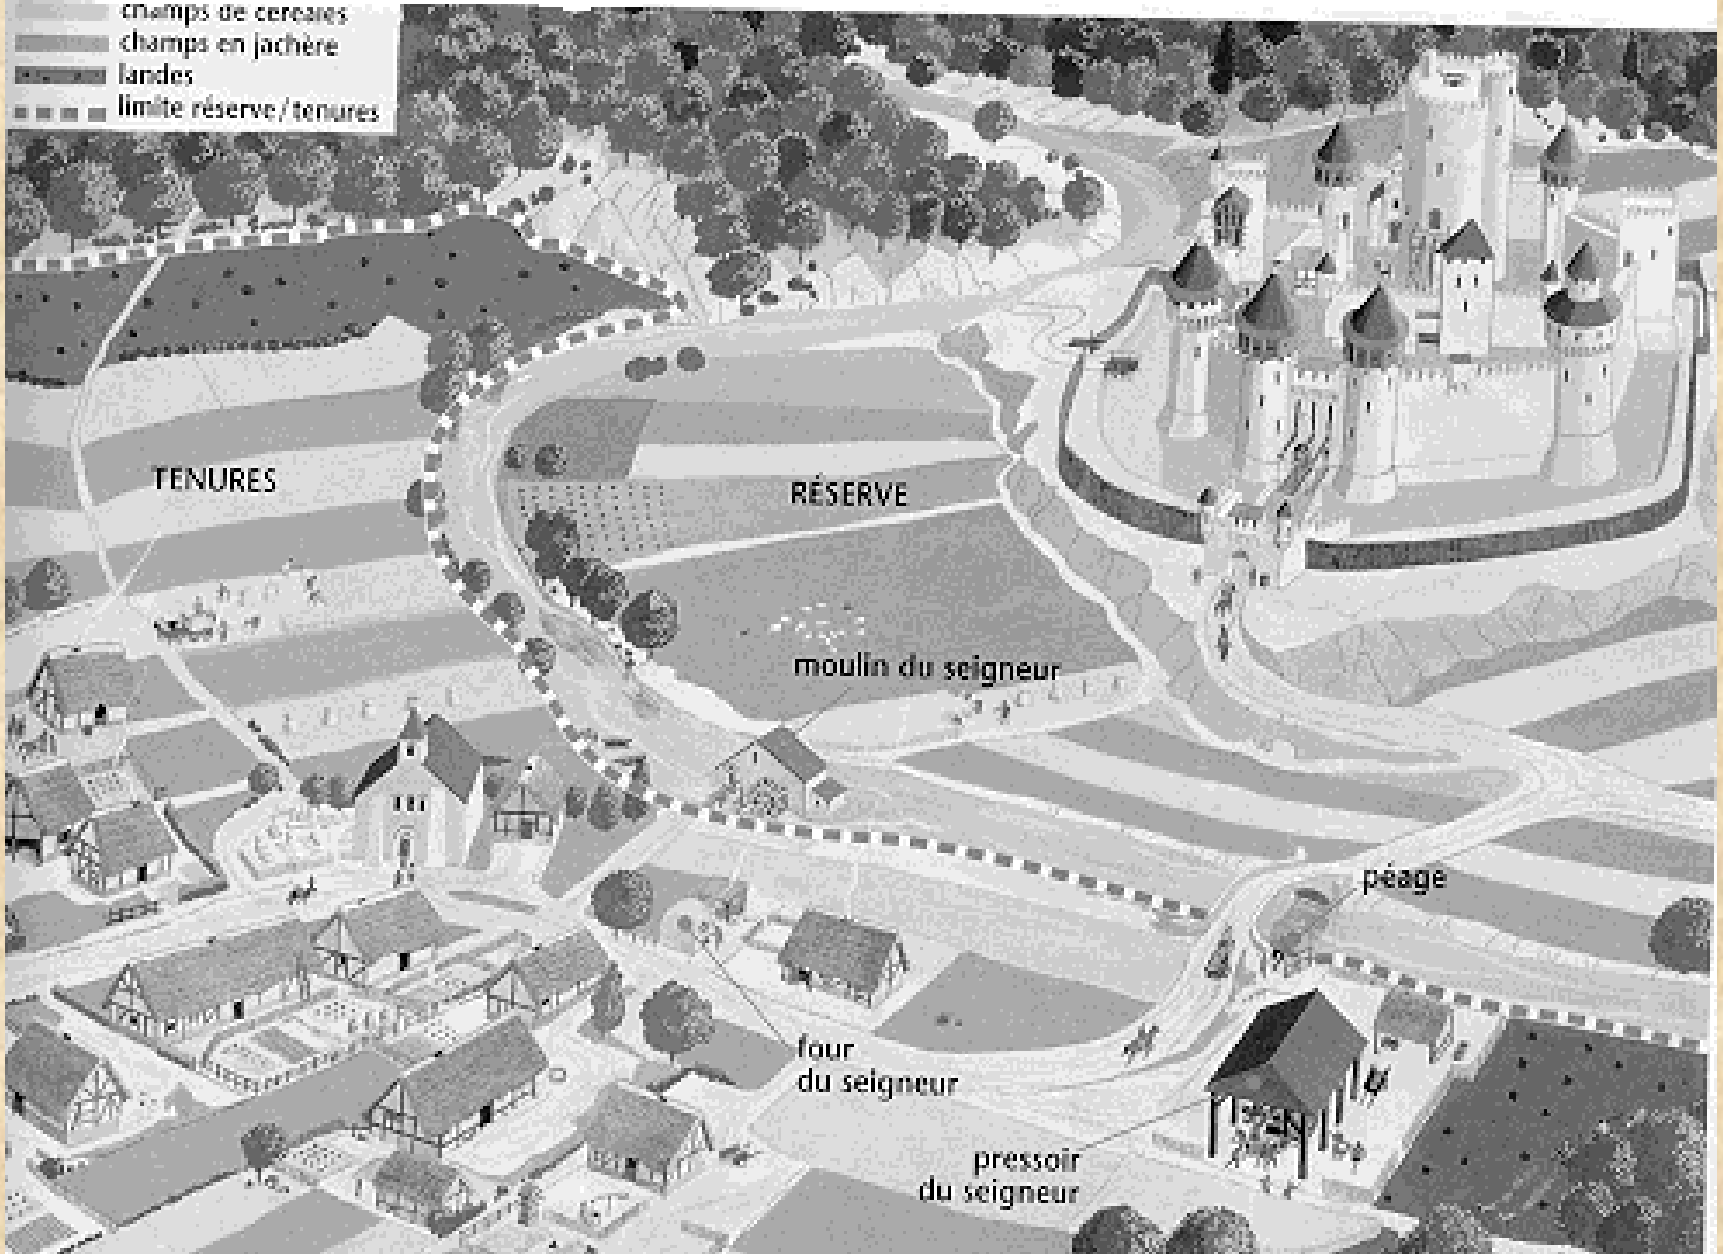 champs de céréales
champs en jachère
landes
limite réserve/tenures
TENURES
RÉSERVE
moulin du seigneur
péage
four
du seigneur
pressoir
du seigneur